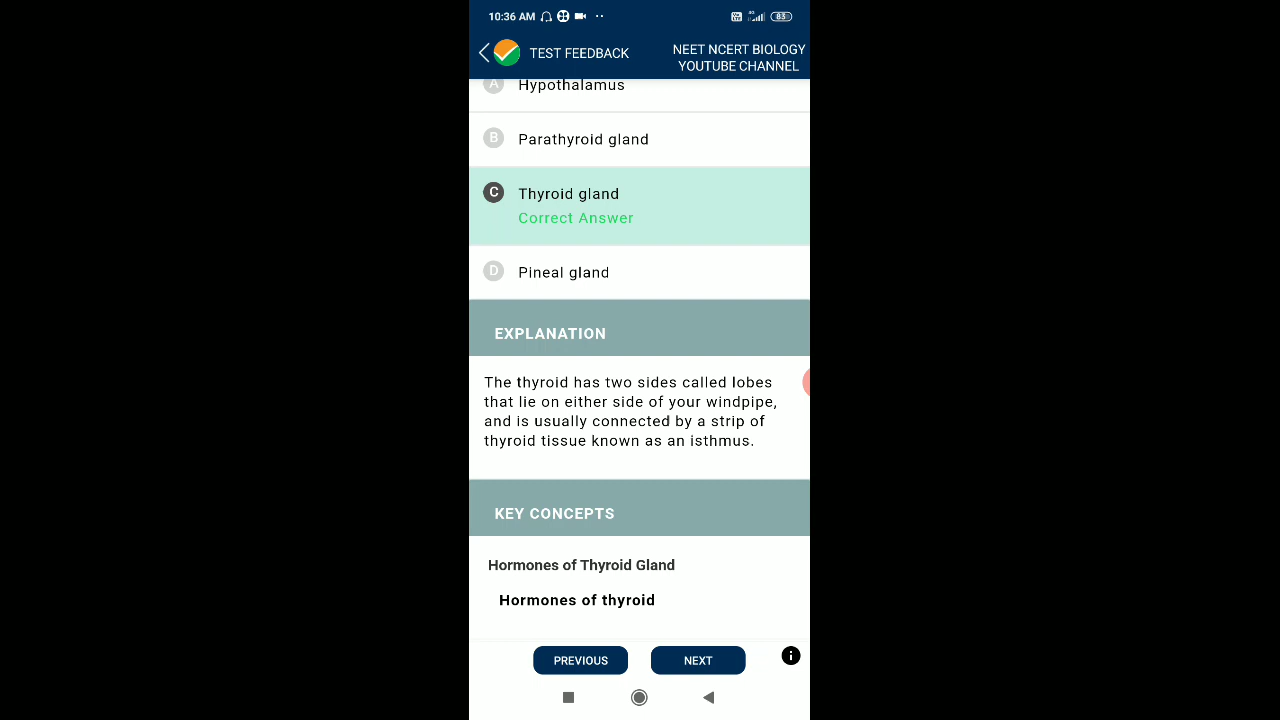 10:36 AM 4G 83
TEST FEEDBACK
NEET NCERT BIOLOGY
YOUTUBE CHANNEL
A Hypothalamus
B Parathyroid gland
C Thyroid gland
Correct Answer
D Pineal gland
EXPLANATION
The thyroid has two sides called lobes
that lie on either side of your windpipe,
and is usually connected by a strip of
thyroid tissue known as an isthmus.
KEY CONCEPTS
Hormones of Thyroid Gland
Hormones of thyroid
PREVIOUS NEXT